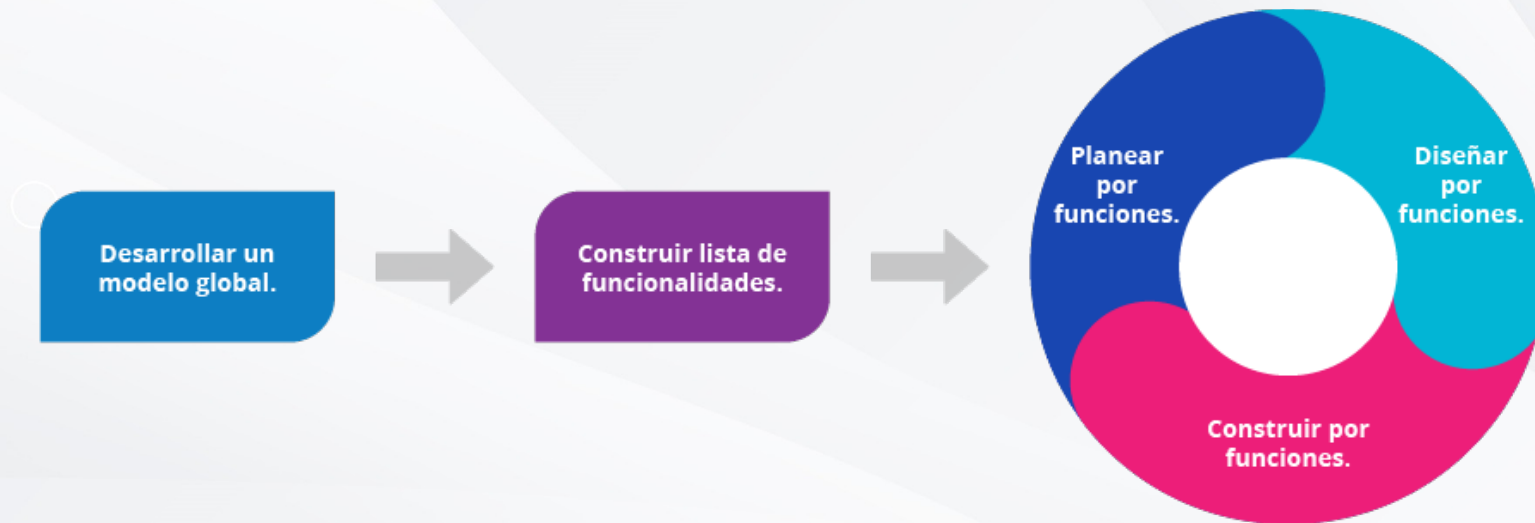 Desarrollar un
modelo global.
Construir lista de
funcionalidades.
Planear
por
funciones.
Diseñar
por
funciones.
Construir por
funciones.